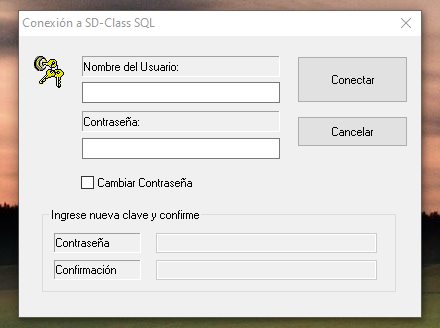 Conexión a SD-Class SQL
Nombre del Usuario:
Conectar
Contraseña:
Cancelar
Cambiar Contraseña
Ingrese nueva clave y confirme
Contraseña
Confirmación